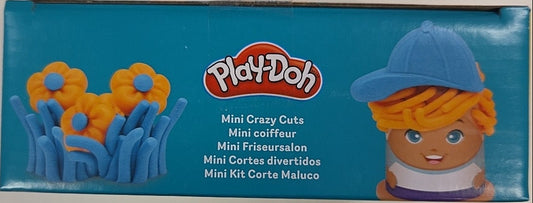 PLAY-DOH
Mini Crazy Cuts
Mini coiffeur
Mini Friseursalon
Mini Cortes divertidos
Mini Kit Corte Maluco